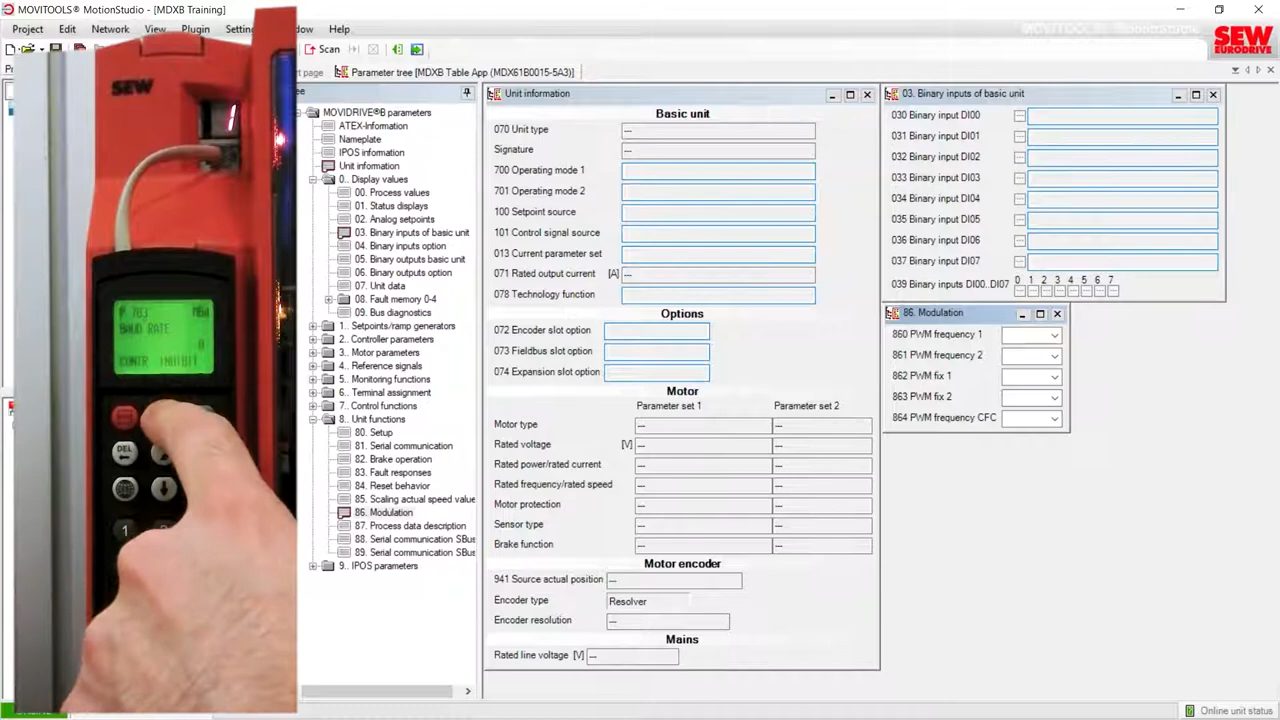 MOVITOOLS® MotionStudio - [MDXB Training]
Project Edit Network View Plugin
Help
Scan
SEW
EURODRIVE
Parameter tree [MDXB Table App (MDX61B0015-5A3)]
MOVIDRIVE®B parameters
ATEX-Information
Nameplate
IPOS information
Unit information
0.. Display values
00. Process values
01. Status displays
02. Analog setpoints
03. Binary inputs of basic unit
04. Binary inputs option
05. Binary outputs basic unit
06. Binary outputs option
07. Unit data
08. Fault memory 0-4
09. Bus diagnostics
1.. Setpoints/ramp generators
2.. Controller parameters
3.. Motor parameters
4.. Reference signals
5.. Monitoring functions
6.. Terminal assignment
7.. Control functions
8.. Unit functions
80. Setup
81. Serial communication
82. Brake operation
83. Fault responses
84. Reset behavior
85. Scaling actual speed value
86. Modulation
87. Process data description
88. Serial communication SBus
89. Serial communication SBus
9.. IPOS parameters
Unit information
Basic unit
070 Unit type ---
Signature ---
700 Operating mode 1
701 Operating mode 2
100 Setpoint source
101 Control signal source
013 Current parameter set
071 Rated output current [A] ---
078 Technology function
Options
072 Encoder slot option
073 Fieldbus slot option
074 Expansion slot option
Motor
Parameter set 1 Parameter set 2
Motor type --- ---
Rated voltage [V] --- ---
Rated power/rated current --- ---
Rated frequency/rated speed --- ---
Motor protection --- ---
Sensor type --- ---
Brake function --- ---
Motor encoder
941 Source actual position ---
Encoder type Resolver
Encoder resolution ---
Mains
Rated line voltage [V] ---
03. Binary inputs of basic unit
030 Binary input DI00
031 Binary input DI01
032 Binary input DI02
033 Binary input DI03
034 Binary input DI04
035 Binary input DI05
036 Binary input DI06
037 Binary input DI07
0 1 2 3 4 5 6 7
039 Binary inputs DI00..DI07
86. Modulation
860 PWM frequency 1
861 PWM frequency 2
862 PWM fix 1
863 PWM fix 2
864 PWM frequency CFC
Online unit status
SEW
1
P 783
BAUD RATE
0
CONTR. INHIBIT
DEL
1